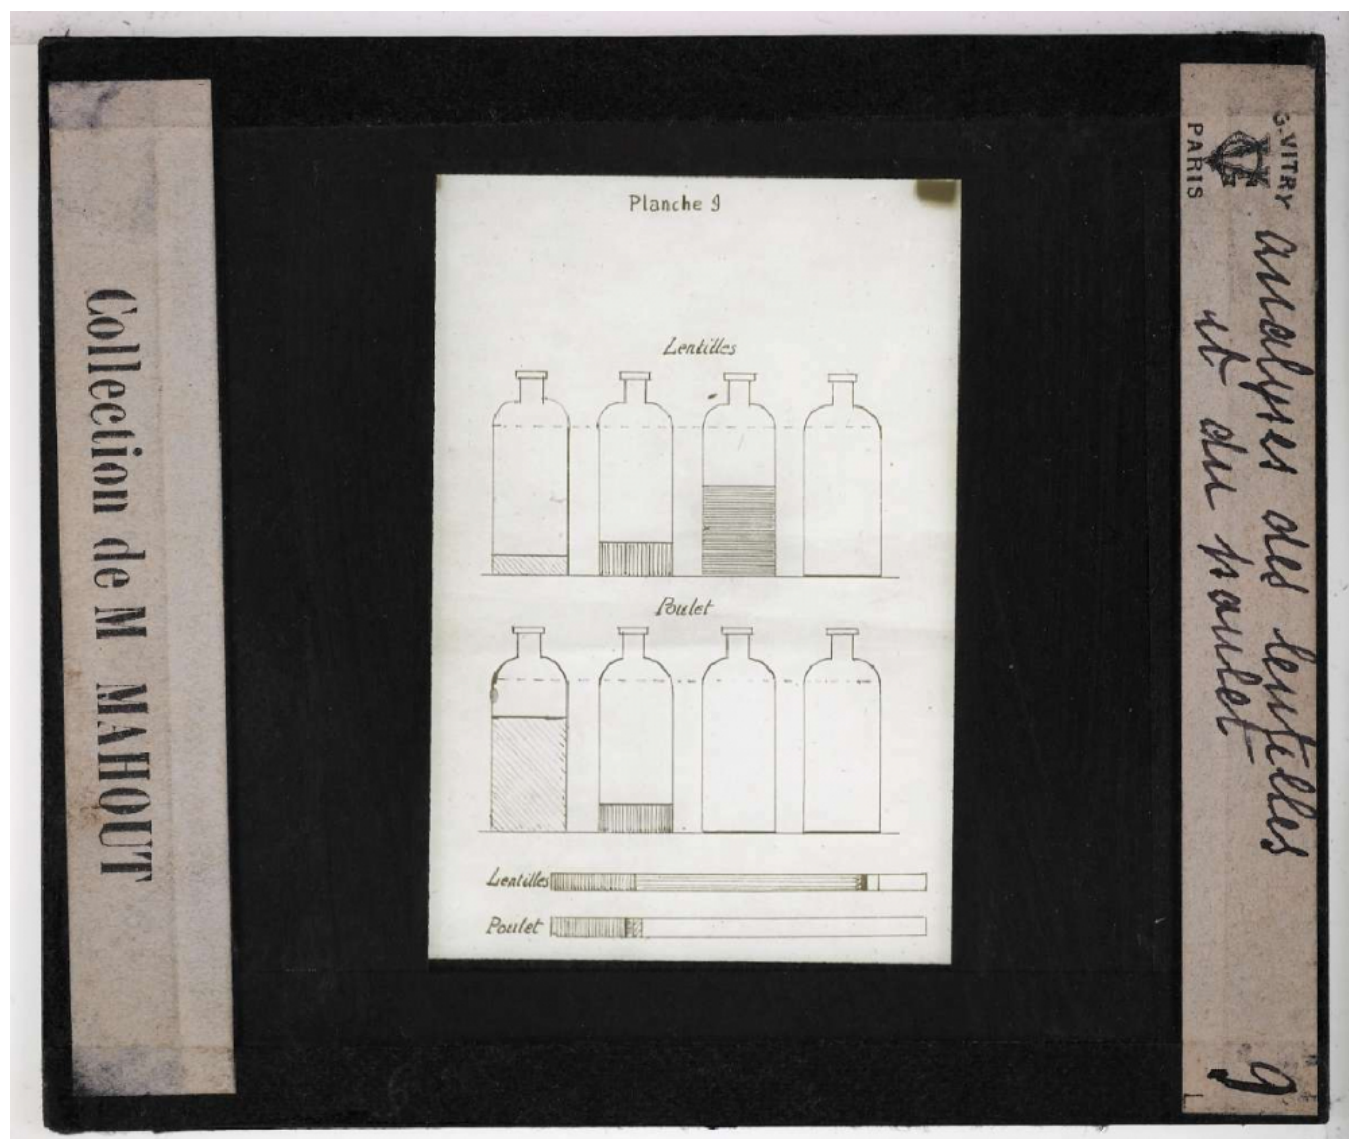 Collection de M MAHOUT
Planche 9
Lentilles
Poulet
Lentilles
Poulet
G. VITRY
PARIS
analyses des lentilles
et du poulet
9